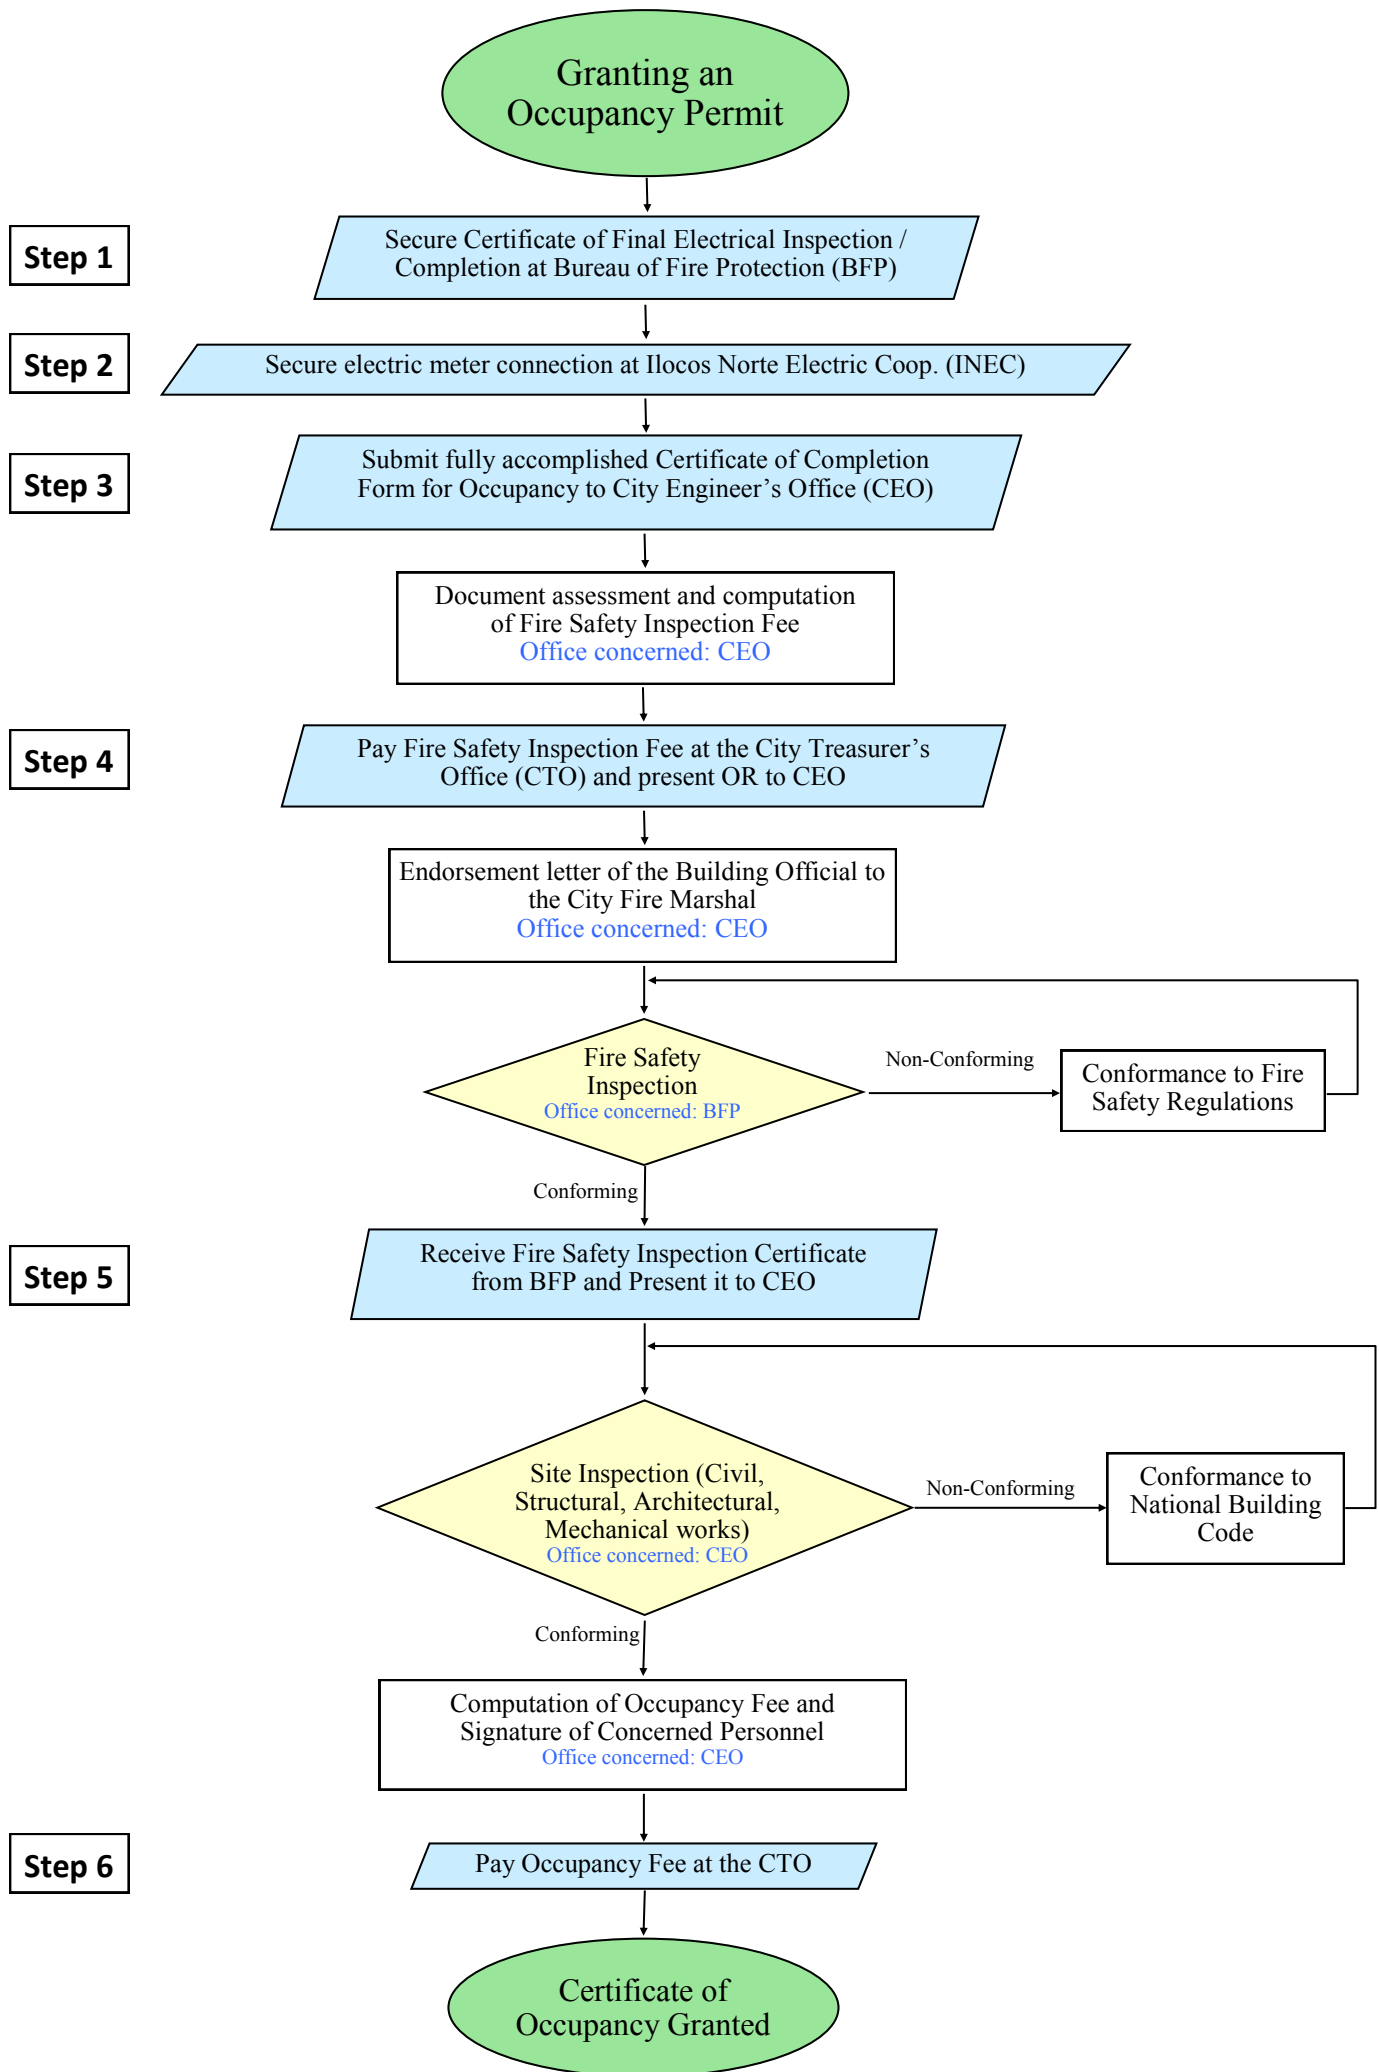 Granting an
Occupancy Permit
Step 1
Secure Certificate of Final Electrical Inspection /
Completion at Bureau of Fire Protection (BFP)
Step 2
Secure electric meter connection at Ilocos Norte Electric Coop. (INEC)
Step 3
Submit fully accomplished Certificate of Completion
Form for Occupancy to City Engineer’s Office (CEO)
Document assessment and computation
of Fire Safety Inspection Fee
Office concerned: CEO
Step 4
Pay Fire Safety Inspection Fee at the City Treasurer’s
Office (CTO) and present OR to CEO
Endorsement letter of the Building Official to
the City Fire Marshal
Office concerned: CEO
Fire Safety
Inspection
Office concerned: BFP
Non-Conforming
Conformance to Fire
Safety Regulations
Conforming
Step 5
Receive Fire Safety Inspection Certificate
from BFP and Present it to CEO
Site Inspection (Civil,
Structural, Architectural,
Mechanical works)
Office concerned: CEO
Non-Conforming
Conformance to
National Building
Code
Conforming
Computation of Occupancy Fee and
Signature of Concerned Personnel
Office concerned: CEO
Step 6
Pay Occupancy Fee at the CTO
Certificate of
Occupancy Granted